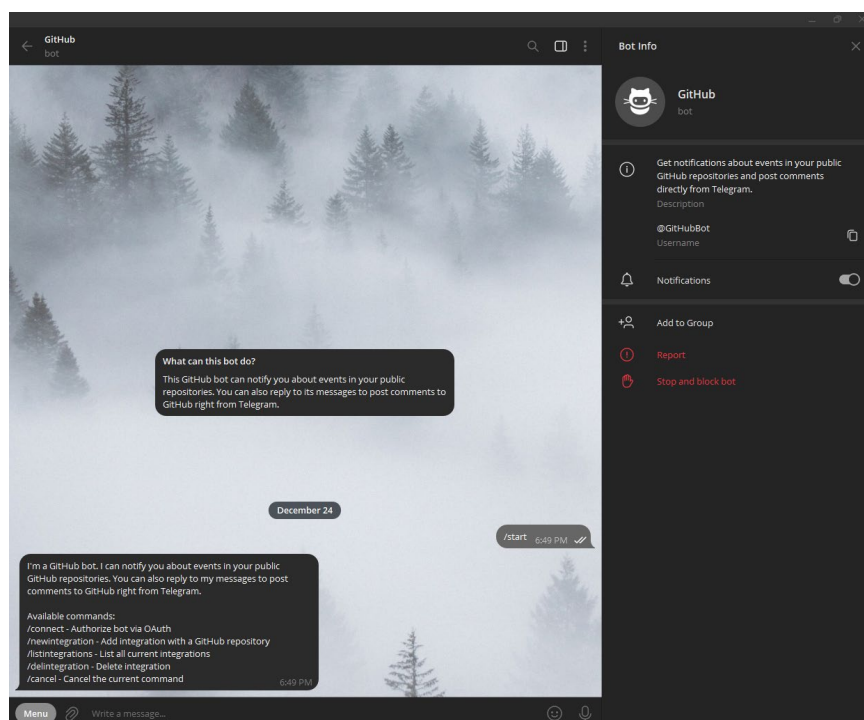 GitHub
bot
Bot Info
GitHub
bot
Get notifications about events in your public
GitHub repositories and post comments
directly from Telegram.
Description
@GitHubBot
Username
Notifications
Add to Group
Report
Stop and block bot
What can this bot do?
This GitHub bot can notify you about events in your public
repositories. You can also reply to its messages to post comments to
GitHub right from Telegram.
December 24
/start 6:49 PM
I'm a GitHub bot. I can notify you about events in your public
GitHub repositories. You can also reply to my messages to post
comments to GitHub right from Telegram.
Available commands:
/connect - Authorize bot via OAuth
/newintegration - Add integration with a GitHub repository
/listintegrations - List all current integrations
/delintegration - Delete integration
/cancel - Cancel the current command 6:49 PM
Menu Write a message...